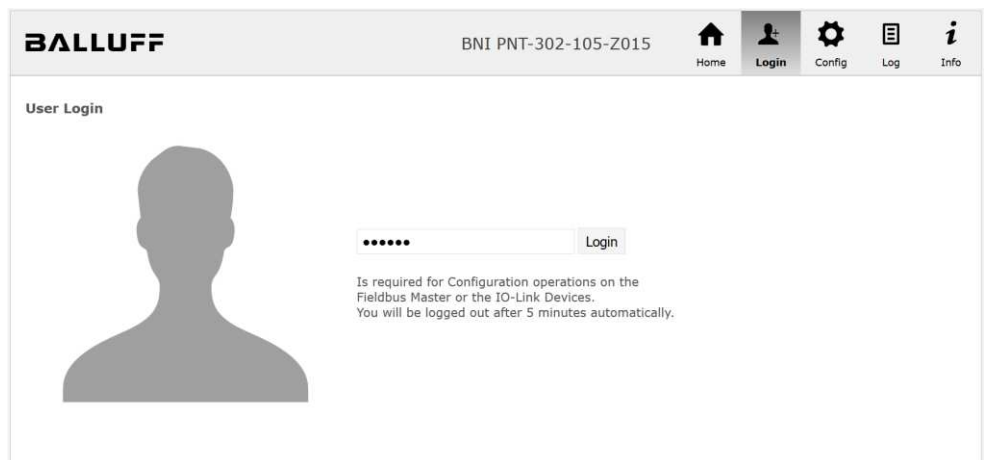 BALLUFF
BNI PNT-302-105-Z015
Home
Login
Config
Log
Info
User Login
•••••• Login
Is required for Configuration operations on the
Fieldbus Master or the IO-Link Devices.
You will be logged out after 5 minutes automatically.